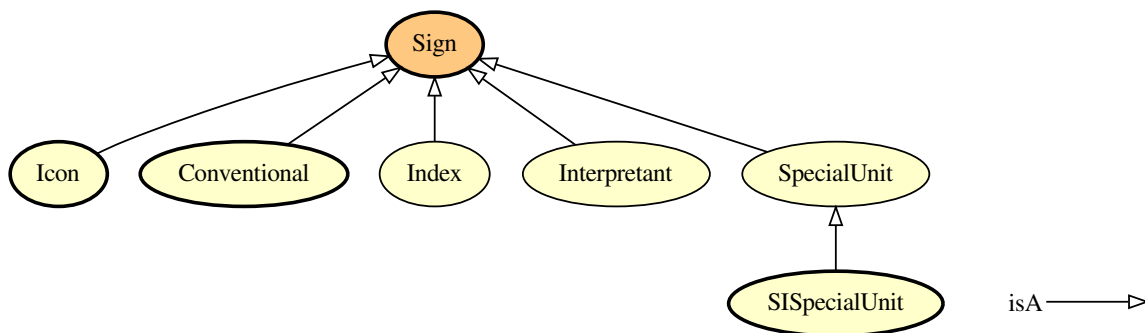 Sign
Icon
Conventional
Index
Interpretant
SpecialUnit
SISpecialUnit
isA